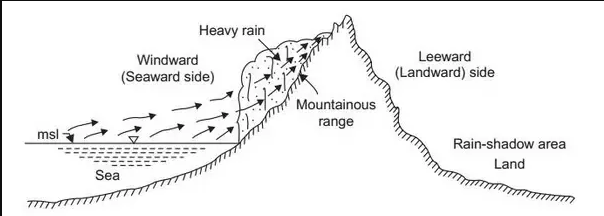 Heavy rain
Windward
(Seaward side)
Leeward
(Landward) side
Mountainous
range
msl
Rain-shadow area
Land
Sea